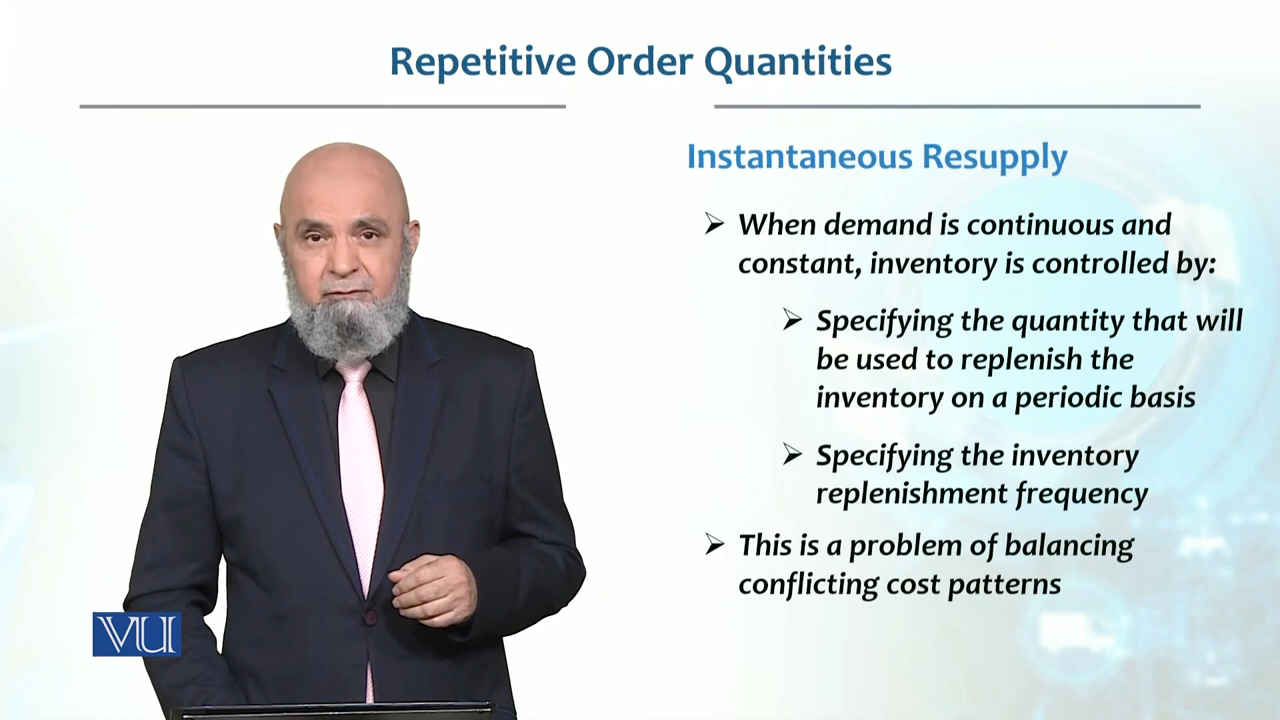 Repetitive Order Quantities
Instantaneous Resupply
➢ When demand is continuous and
constant, inventory is controlled by:
➢ Specifying the quantity that will
be used to replenish the
inventory on a periodic basis
➢ Specifying the inventory
replenishment frequency
➢ This is a problem of balancing
conflicting cost patterns
VU